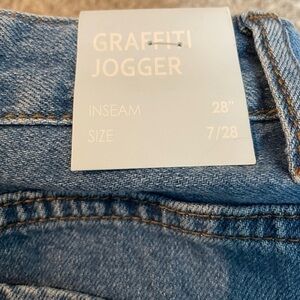 GRAFFITI
JOGGER
INSEAM 28"
SIZE 7/28